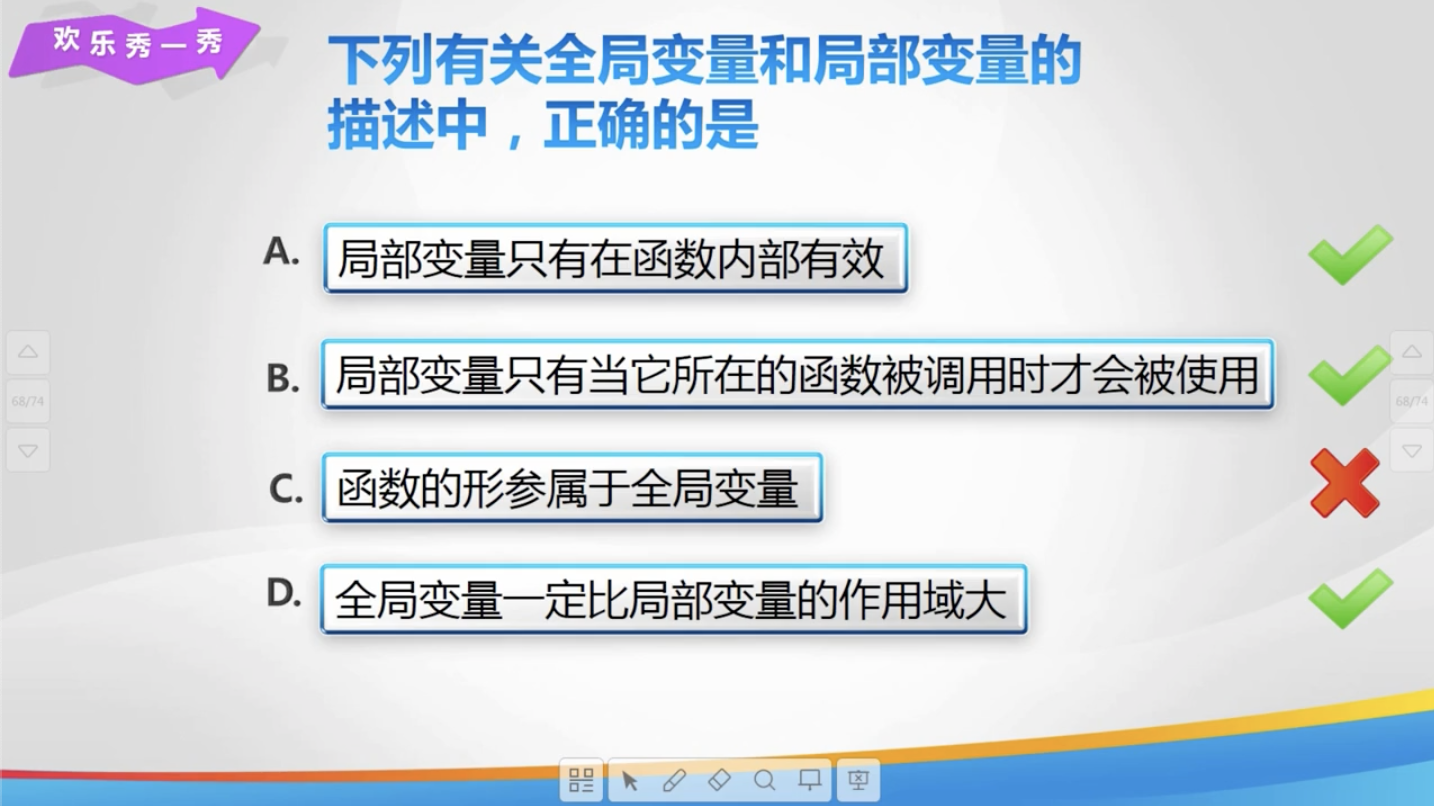 欢乐秀一秀
下列有关全局变量和局部变量的
描述中，正确的是
A. 局部变量只有在函数内部有效
B. 局部变量只有当它所在的函数被调用时才会被使用
68/74
68/74
C. 函数的形参属于全局变量
D. 全局变量一定比局部变量的作用域大